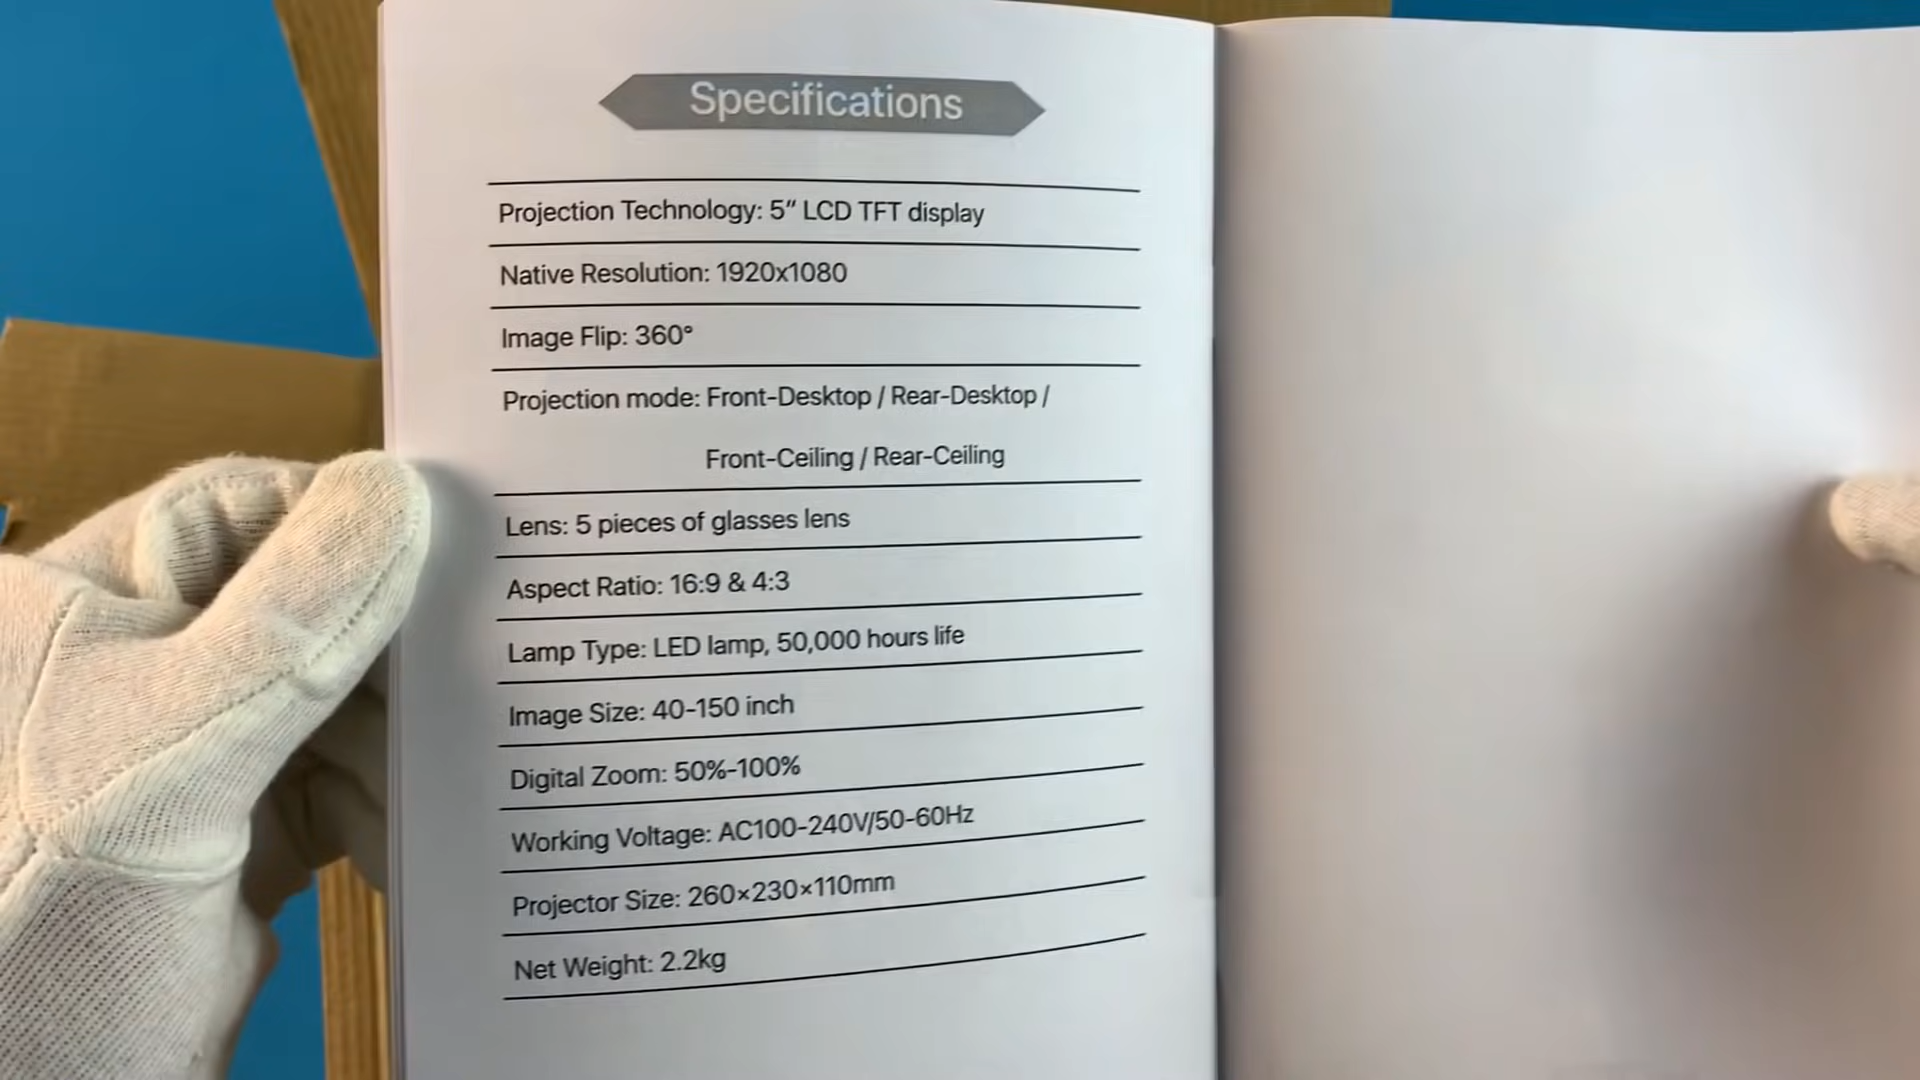 Specifications
Projection Technology: 5" LCD TFT display
Native Resolution: 1920x1080
Image Flip: 360°
Projection mode: Front-Desktop / Rear-Desktop /
Front-Ceiling / Rear-Ceiling
Lens: 5 pieces of glasses lens
Aspect Ratio: 16:9 & 4:3
Lamp Type: LED lamp, 50,000 hours life
Image Size: 40-150 inch
Digital Zoom: 50%-100%
Working Voltage: AC100-240V/50-60Hz
Projector Size: 260×230×110mm
Net Weight: 2.2kg